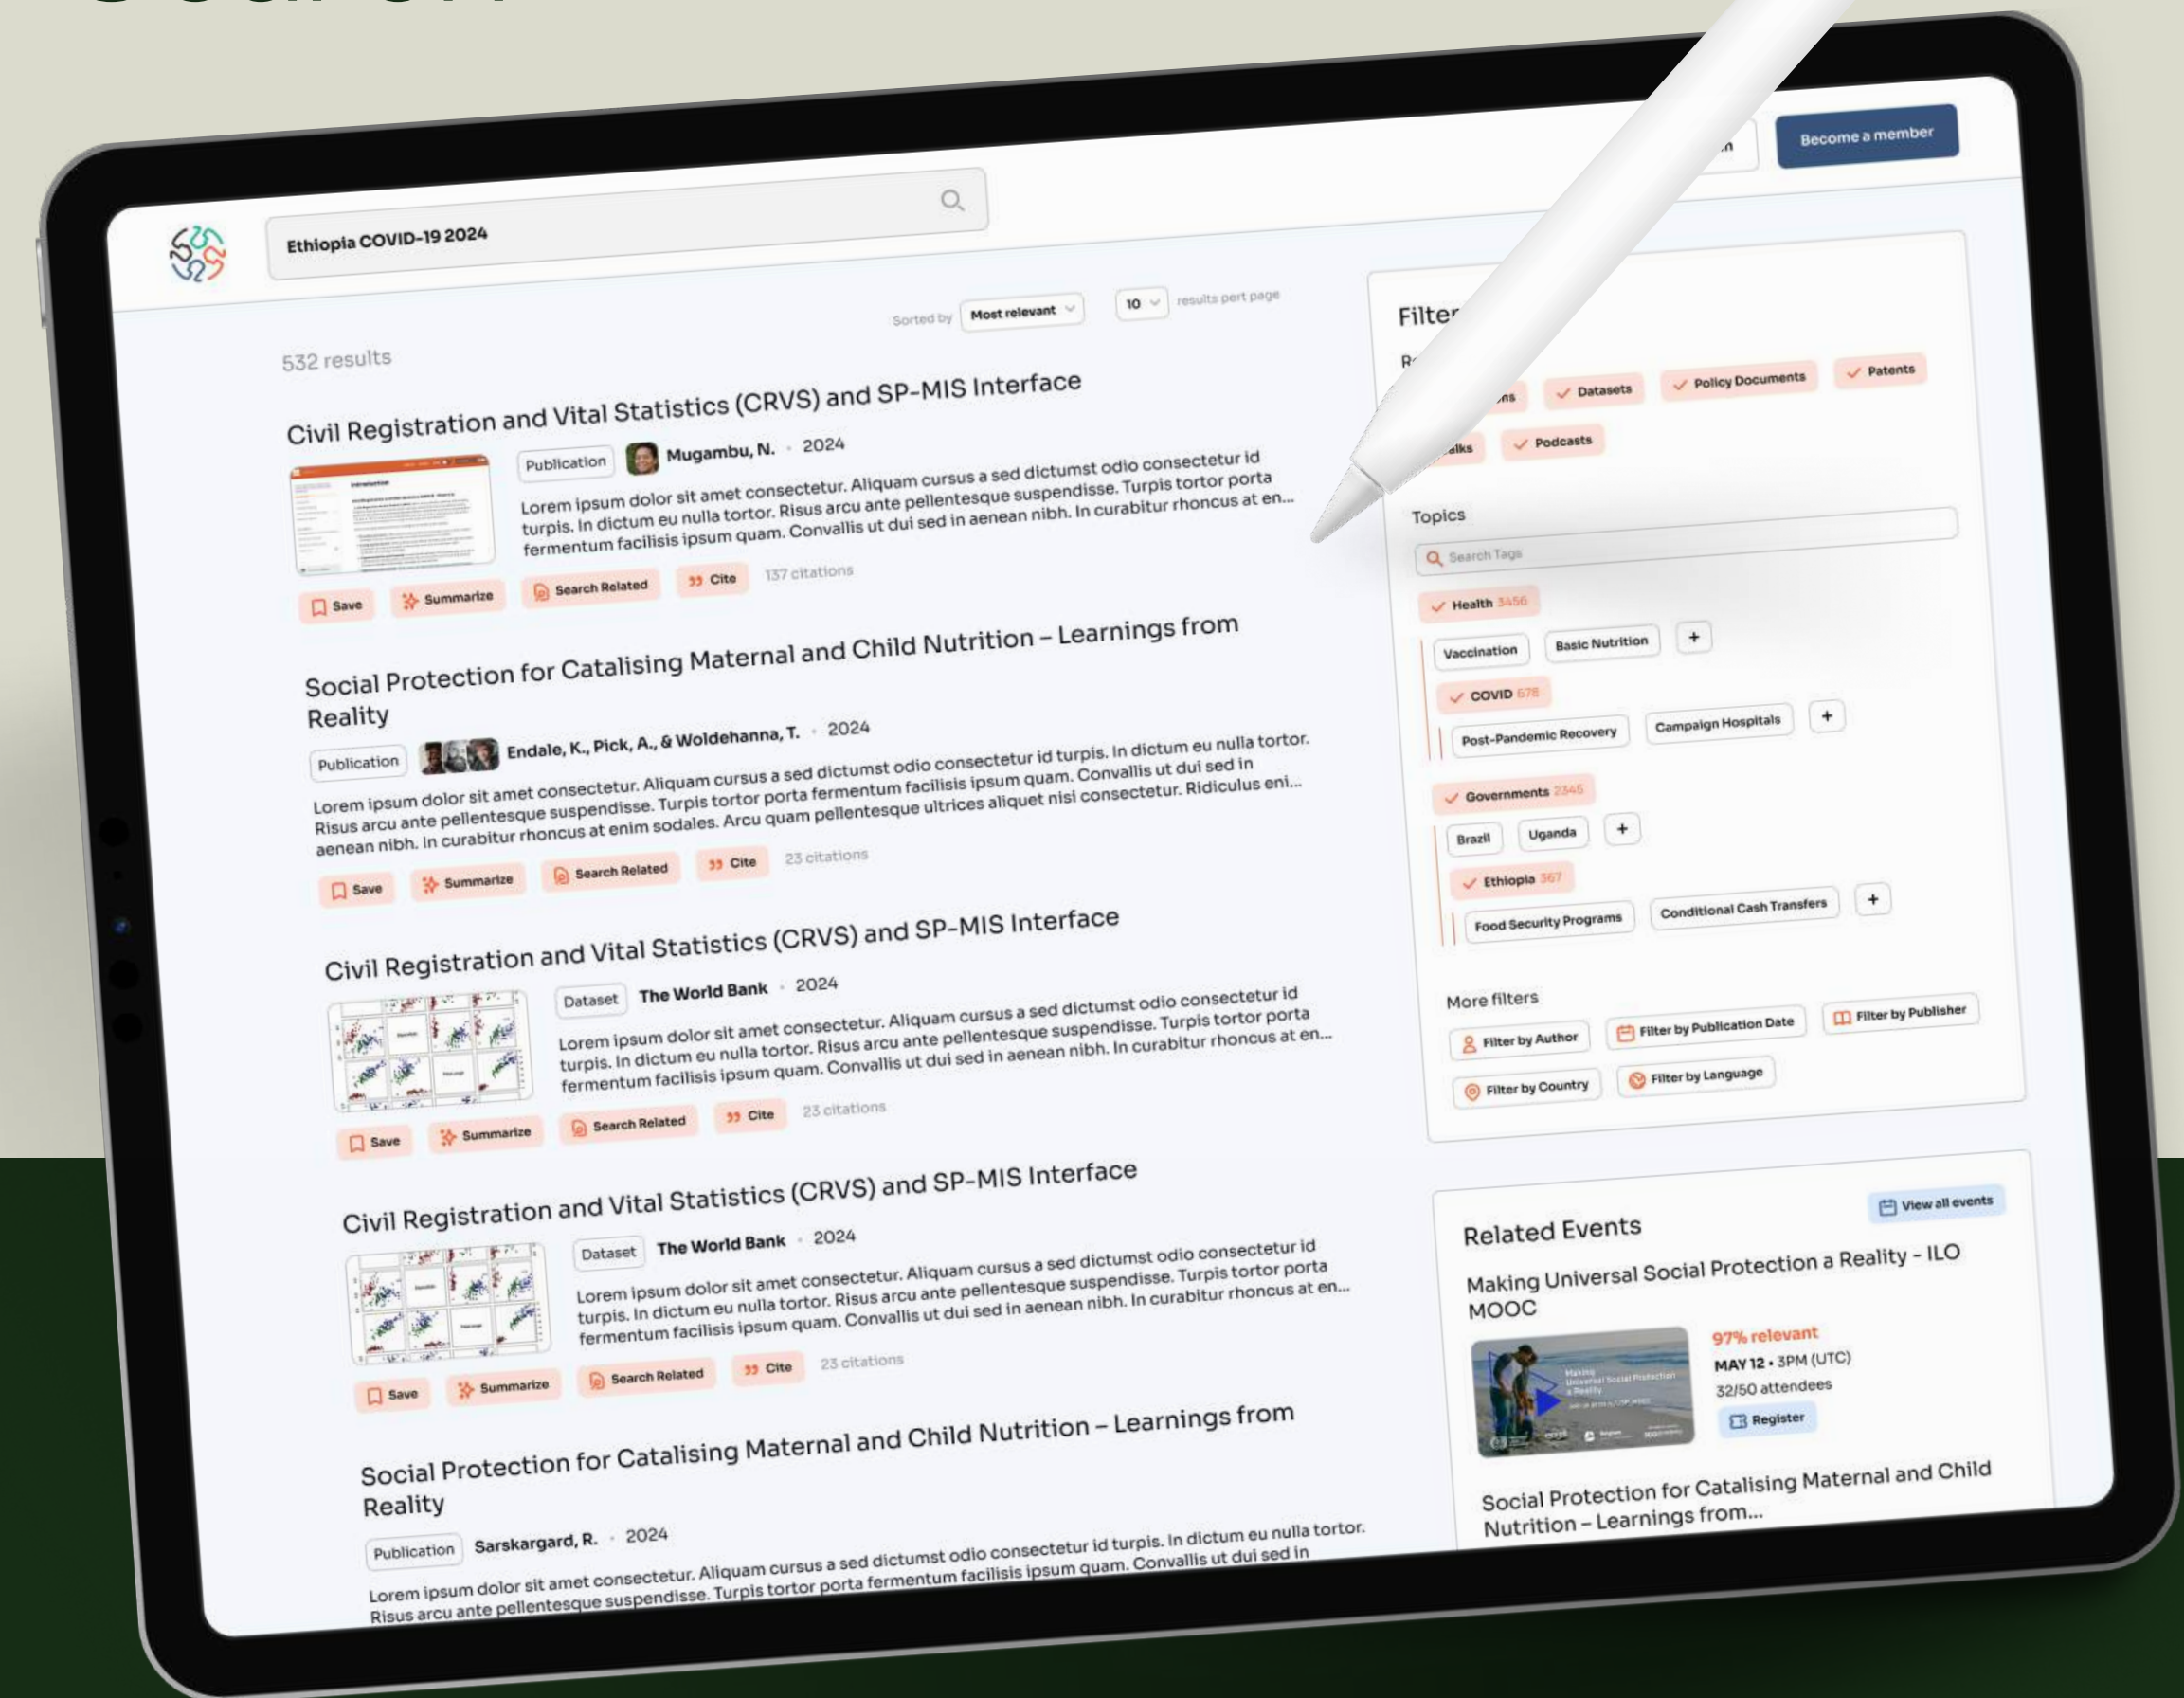 Ethiopia COVID-19 2024
Become a member
532 results
Sorted by
Most relevant
10
results pert page
Civil Registration and Vital Statistics (CRVS) and SP-MIS Interface
Introduction
Publication
Mugambu, N. • 2024
Lorem ipsum dolor sit amet consectetur. Aliquam cursus a sed dictumst odio consectetur id
turpis. In dictum eu nulla tortor. Risus arcu ante pellentesque suspendisse. Turpis tortor porta
fermentum facilisis ipsum quam. Convallis ut dui sed in aenean nibh. In curabitur rhoncus at en...
Save
Summarize
Search Related
Cite
137 citations
Social Protection for Catalising Maternal and Child Nutrition – Learnings from
Reality
Publication
Endale, K., Pick, A., & Woldehanna, T. • 2024
Lorem ipsum dolor sit amet consectetur. Aliquam cursus a sed dictumst odio consectetur id turpis. In dictum eu nulla tortor.
Risus arcu ante pellentesque suspendisse. Turpis tortor porta fermentum facilisis ipsum quam. Convallis ut dui sed in
aenean nibh. In curabitur rhoncus at enim sodales. Arcu quam pellentesque ultrices aliquet nisi consectetur. Ridiculus eni...
Save
Summarize
Search Related
Cite
23 citations
Civil Registration and Vital Statistics (CRVS) and SP-MIS Interface
Dataset
The World Bank • 2024
Lorem ipsum dolor sit amet consectetur. Aliquam cursus a sed dictumst odio consectetur id
turpis. In dictum eu nulla tortor. Risus arcu ante pellentesque suspendisse. Turpis tortor porta
fermentum facilisis ipsum quam. Convallis ut dui sed in aenean nibh. In curabitur rhoncus at en...
Save
Summarize
Search Related
Cite
23 citations
Civil Registration and Vital Statistics (CRVS) and SP-MIS Interface
Dataset
The World Bank • 2024
Lorem ipsum dolor sit amet consectetur. Aliquam cursus a sed dictumst odio consectetur id
turpis. In dictum eu nulla tortor. Risus arcu ante pellentesque suspendisse. Turpis tortor porta
fermentum facilisis ipsum quam. Convallis ut dui sed in aenean nibh. In curabitur rhoncus at en...
Save
Summarize
Search Related
Cite
23 citations
Social Protection for Catalising Maternal and Child Nutrition – Learnings from
Reality
Publication
Sarskargard, R. • 2024
Lorem ipsum dolor sit amet consectetur. Aliquam cursus a sed dictumst odio consectetur id turpis. In dictum eu nulla tortor.
Risus arcu ante pellentesque suspendisse. Turpis tortor porta fermentum facilisis ipsum quam. Convallis ut dui sed in
Datasets
Policy Documents
Patents
Podcasts
Topics
Search Tags
Health 3456
Vaccination
Basic Nutrition
+
COVID 678
Post-Pandemic Recovery
Campaign Hospitals
+
Governments 2345
Brazil
Uganda
+
Ethiopia 367
Food Security Programs
Conditional Cash Transfers
+
More filters
Filter by Author
Filter by Publication Date
Filter by Publisher
Filter by Country
Filter by Language
Related Events
View all events
Making Universal Social Protection a Reality - ILO
MOOC
Making
Universal Social Protection
a Reality
97% relevant
MAY 12 • 3PM (UTC)
32/50 attendees
Register
Social Protection for Catalising Maternal and Child
Nutrition – Learnings from...